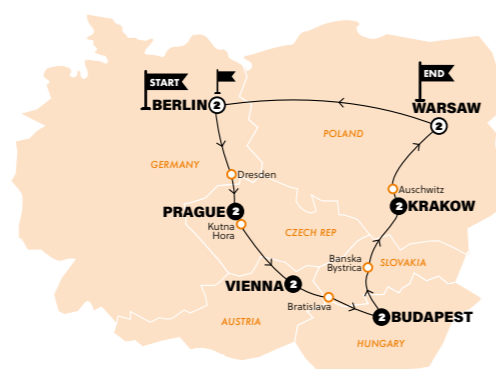 START
END
BERLIN 2
WARSAW
2
POLAND
GERMANY
Dresden
Auschwitz
PRAGUE 2
2 KRAKOW
Kutna
Hora
CZECH REP
Banska
Bystrica
SLOVAKIA
VIENNA 2
Bratislava
2 BUDAPEST
AUSTRIA
HUNGARY